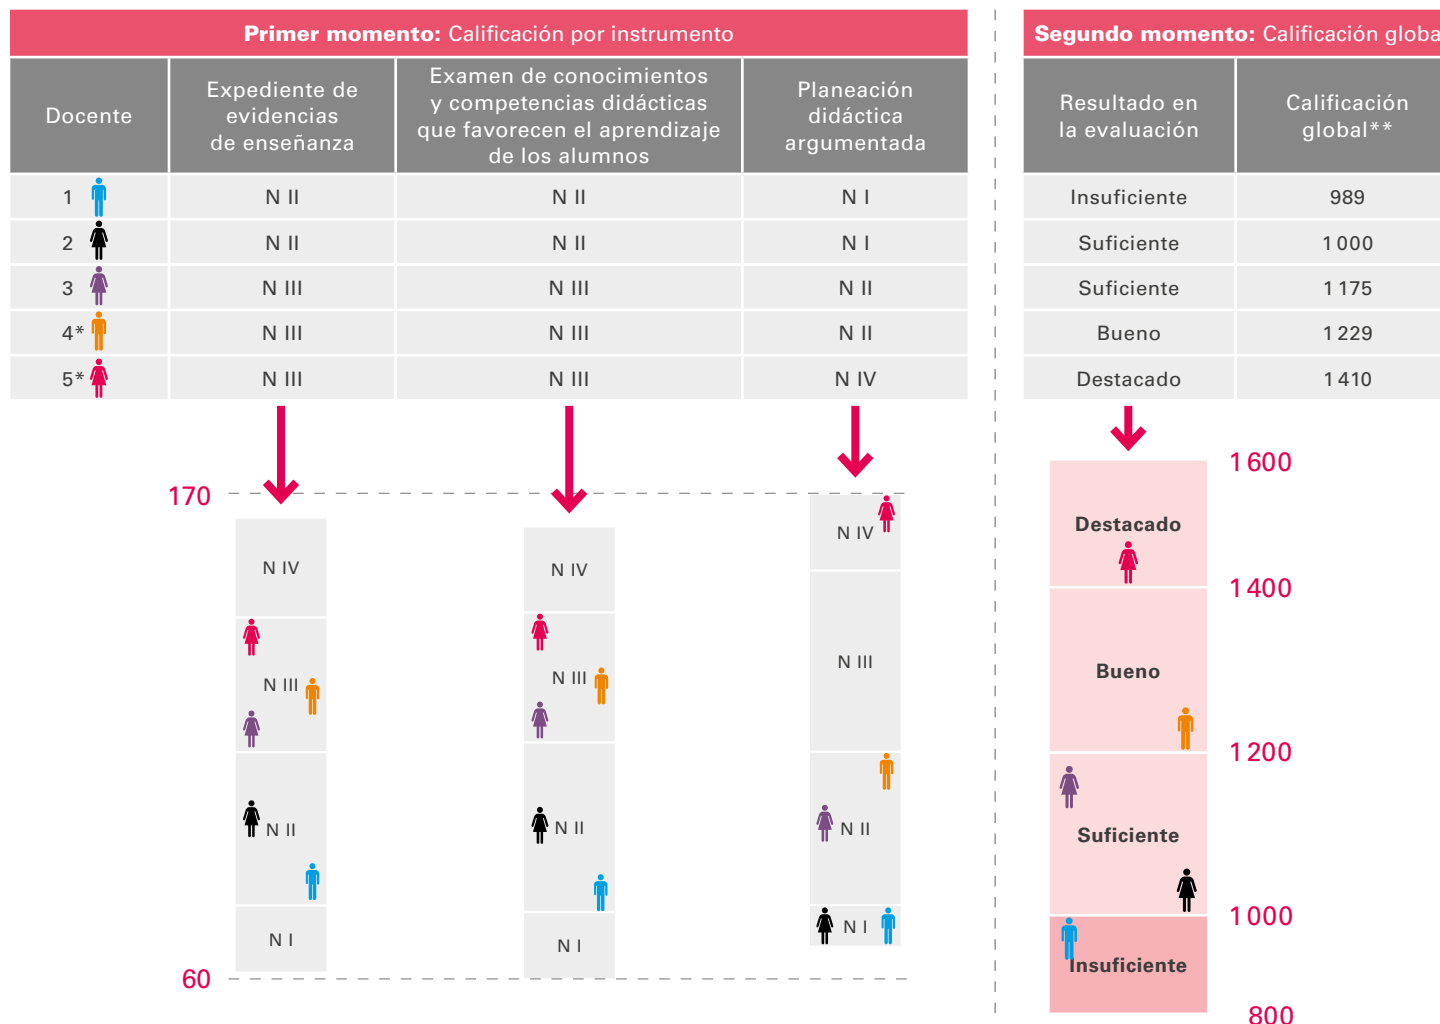 Primer momento: Calificación por instrumento
Docente
Expediente de
evidencias
de enseñanza
Examen de conocimientos
y competencias didácticas
que favorecen el aprendizaje
de los alumnos
Planeación
didáctica
argumentada
1 N II N II N I
2 N II N II N I
3 N III N III N II
4* N III N III N II
5* N III N III N IV
Segundo momento: Calificación globa
Resultado en
la evaluación
Calificación
global**
Insuficiente 989
Suficiente 1 000
Suficiente 1 175
Bueno 1 229
Destacado 1 410
170
N IV
N III
N II
N I
N IV
N III
N II
N I
N IV
N III
N II
N I
60
1 600
Destacado
1 400
Bueno
1 200
Suficiente
1 000
Insuficiente
800